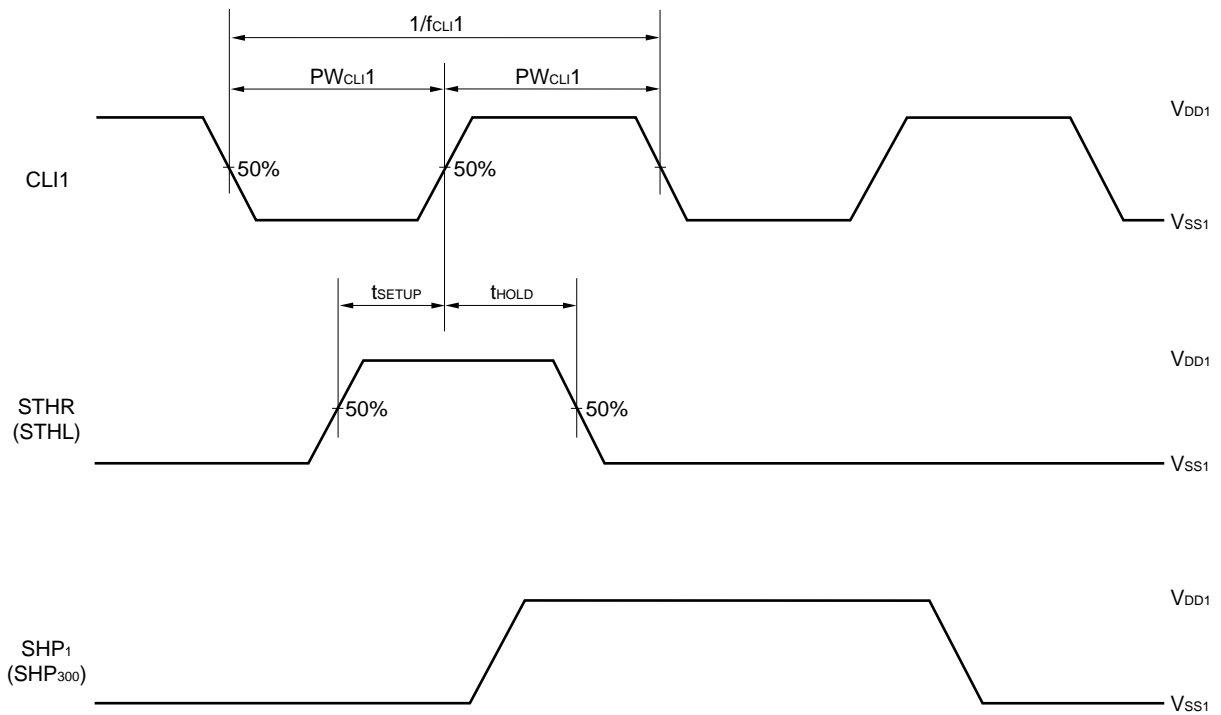 1/fCLI1
PWCLI1 PWCLI1
VDD1
CLI1
50% 50%
VSS1
tSETUP tHOLD
VDD1
STHR
(STHL)
50% 50%
VSS1
VDD1
SHP1
(SHP300)
VSS1